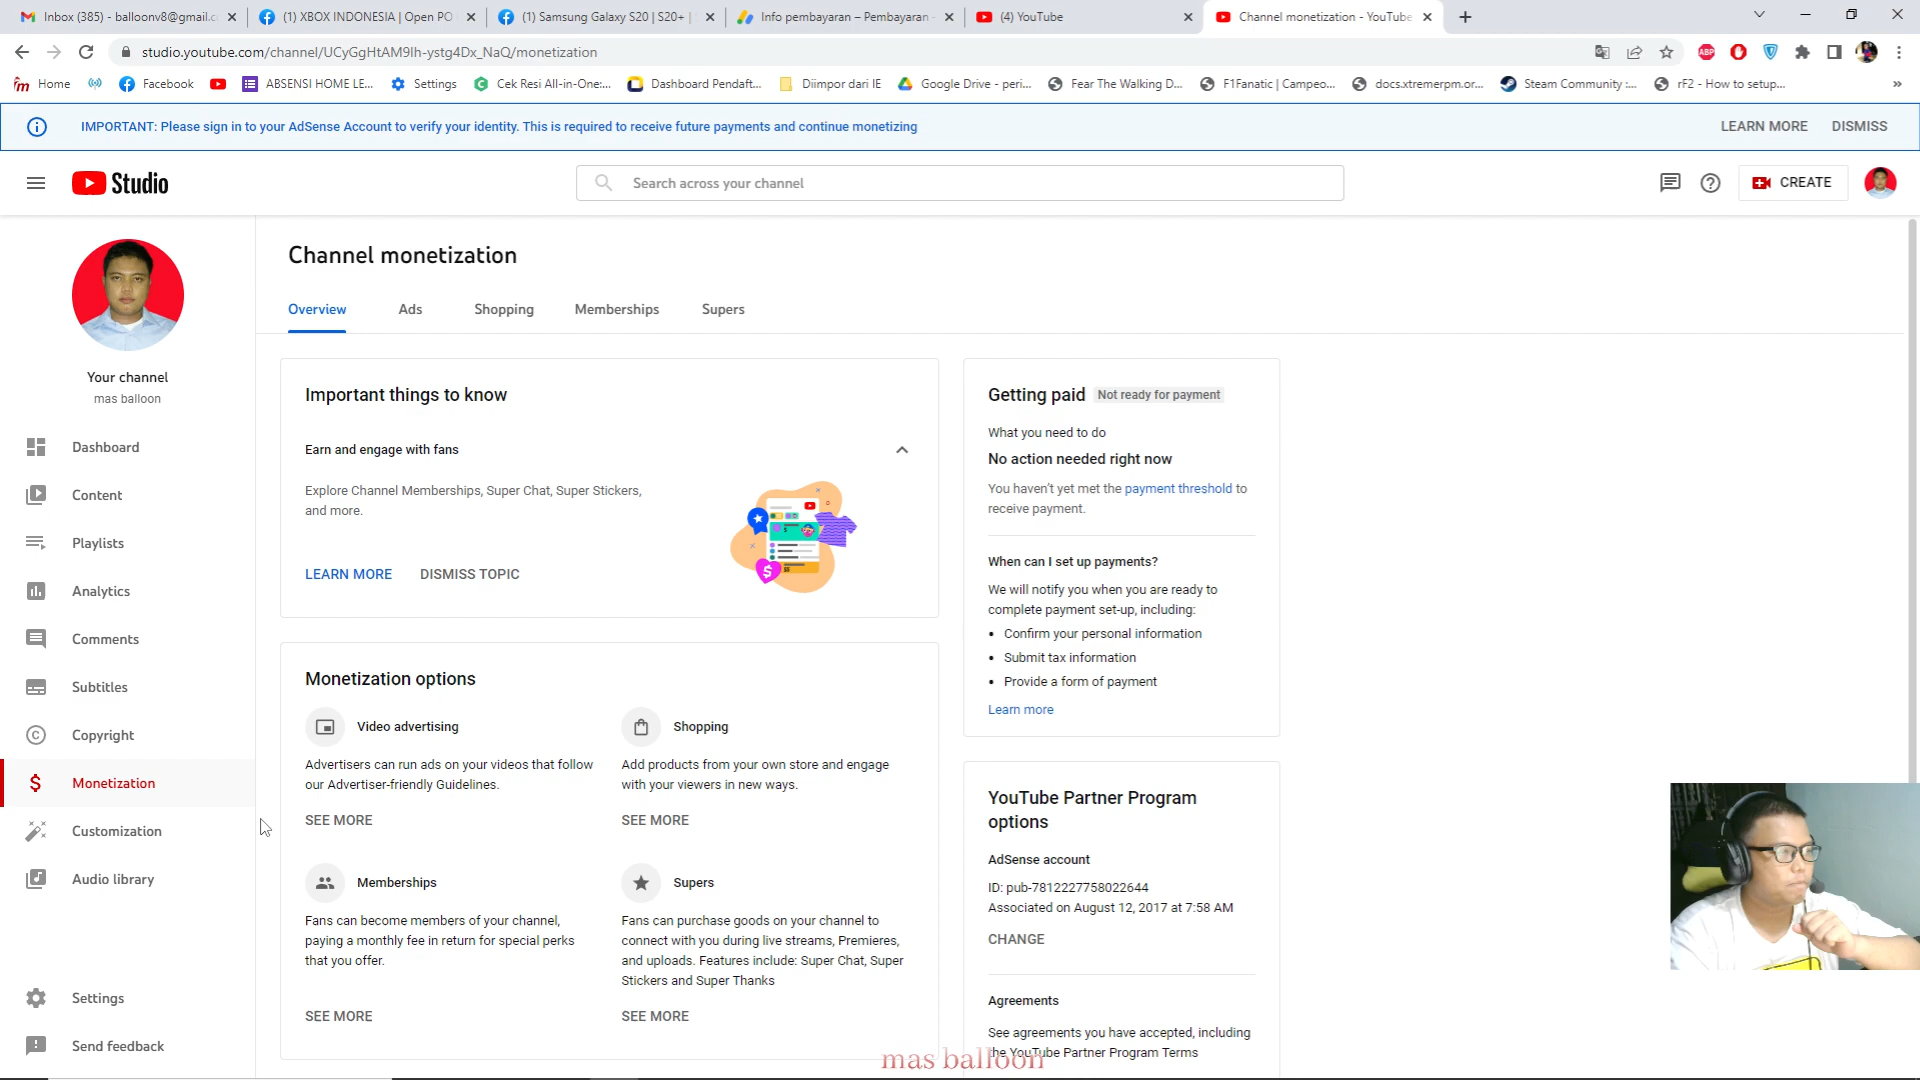 Inbox (385) - balloonv8@gmail.c
(1) XBOX INDONESIA | Open PO
(1) Samsung Galaxy S20 | S20+ |
Info pembayaran – Pembayaran -
(4) YouTube
Channel monetization - YouTube
studio.youtube.com/channel/UCyGgHtAM9Ih-ystg4Dx_NaQ/monetization
ABP
Home
Facebook
ABSENSI HOME LE...
Settings
Cek Resi All-in-One:...
Dashboard Pendaft...
Diimpor dari IE
Google Drive - peri...
Fear The Walking D...
F1Fanatic | Campeo...
docs.xtremerpm.or...
Steam Community :...
rF2 - How to setup...
IMPORTANT: Please sign in to your AdSense Account to verify your identity. This is required to receive future payments and continue monetizing
LEARN MORE
DISMISS
Studio
Search across your channel
CREATE
Your channel
mas balloon
Dashboard
Content
Playlists
Analytics
Comments
Subtitles
Copyright
Monetization
Customization
Audio library
Settings
Send feedback
Channel monetization
Overview
Ads
Shopping
Memberships
Supers
Important things to know
Earn and engage with fans
Explore Channel Memberships, Super Chat, Super Stickers,
and more.
LEARN MORE
DISMISS TOPIC
Monetization options
Video advertising
Advertisers can run ads on your videos that follow
our Advertiser-friendly Guidelines.
SEE MORE
Shopping
Add products from your own store and engage
with your viewers in new ways.
SEE MORE
Memberships
Fans can become members of your channel,
paying a monthly fee in return for special perks
that you offer.
SEE MORE
Supers
Fans can purchase goods on your channel to
connect with you during live streams, Premieres,
and uploads. Features include: Super Chat, Super
Stickers and Super Thanks
SEE MORE
Getting paid
Not ready for payment
What you need to do
No action needed right now
You haven't yet met the payment threshold to
receive payment.
When can I set up payments?
We will notify you when you are ready to
complete payment set-up, including:
• Confirm your personal information
• Submit tax information
• Provide a form of payment
Learn more
YouTube Partner Program
options
AdSense account
ID: pub-7812227758022644
Associated on August 12, 2017 at 7:58 AM
CHANGE
Agreements
See agreements you have accepted, including
the YouTube Partner Program Terms
mas balloon